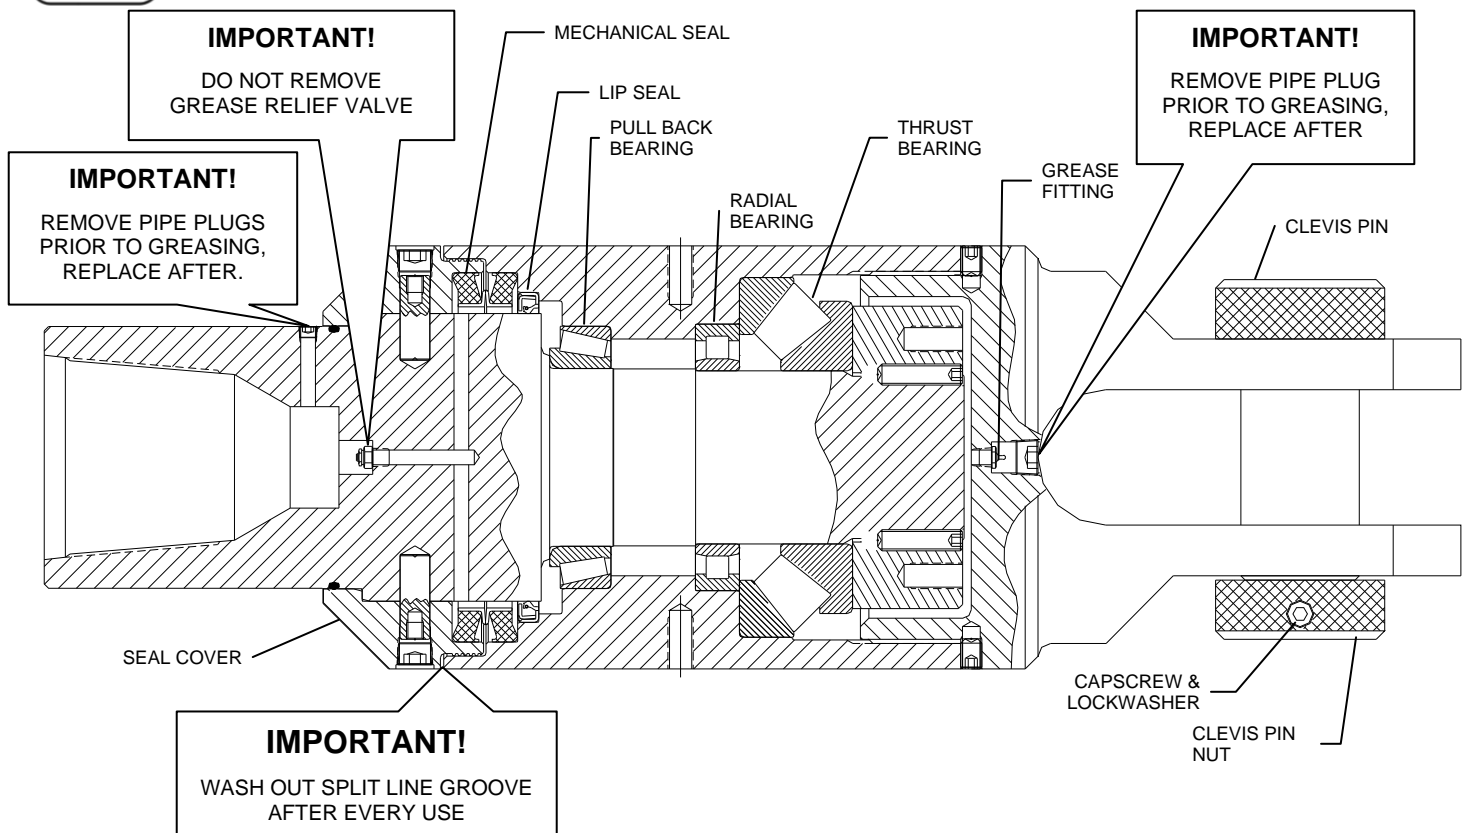 IMPORTANT!
DO NOT REMOVE
GREASE RELIEF VALVE
IMPORTANT!
REMOVE PIPE PLUGS
PRIOR TO GREASING,
REPLACE AFTER.
MECHANICAL SEAL
LIP SEAL
PULL BACK
BEARING
RADIAL
BEARING
THRUST
BEARING
GREASE
FITTING
IMPORTANT!
REMOVE PIPE PLUG
PRIOR TO GREASING,
REPLACE AFTER
CLEVIS PIN
SEAL COVER
IMPORTANT!
WASH OUT SPLIT LINE GROOVE
AFTER EVERY USE
CAPSCREW &
LOCKWASHER
CLEVIS PIN
NUT